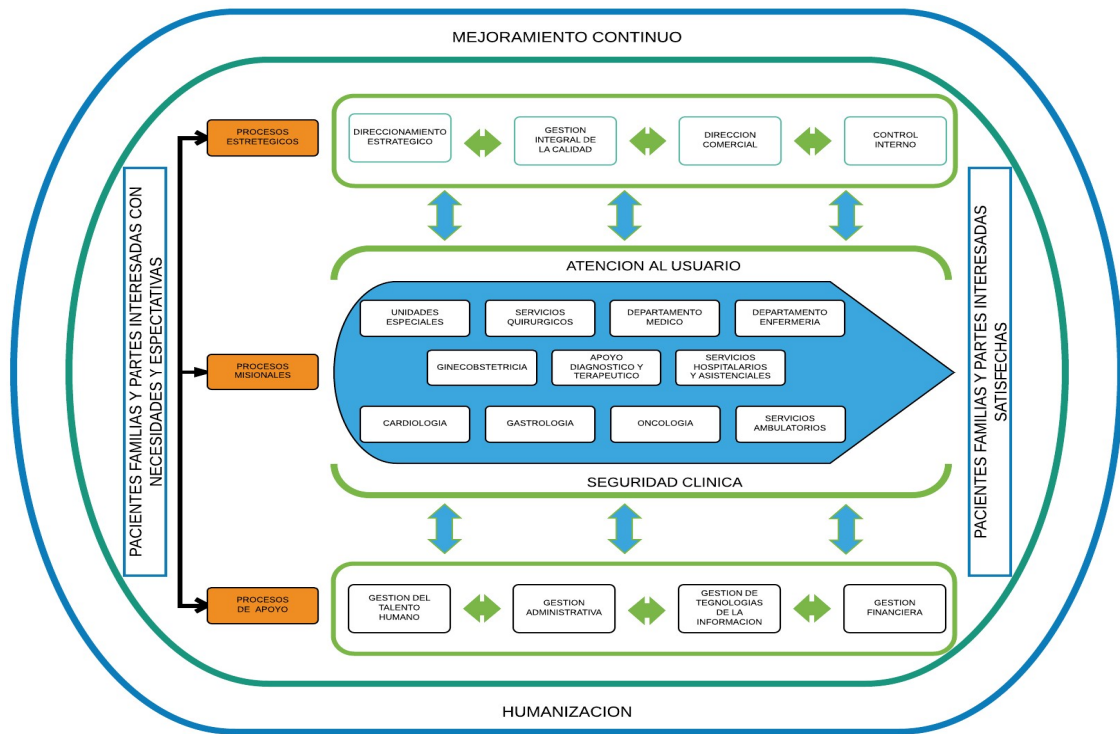 MEJORAMIENTO CONTINUO
PACIENTES FAMILIAS Y PARTES INTERESADAS CON
NECESIDADES Y ESPECTATIVAS
PROCESOS
ESTRETEGICOS
DIRECCIONAMIENTO
ESTRATEGICO
GESTION
INTEGRAL DE
LA CALIDAD
DIRECCION
COMERCIAL
CONTROL
INTERNO
ATENCION AL USUARIO
PROCESOS
MISIONALES
UNIDADES
ESPECIALES
SERVICIOS
QUIRURGICOS
DEPARTAMENTO
MEDICO
DEPARTAMENTO
ENFERMERIA
GINECOBSTETRICIA
APOYO
DIAGNOSTICO Y
TERAPEUTICO
SERVICIOS
HOSPITALARIOS
Y ASISTENCIALES
CARDIOLOGIA
GASTROLOGIA
ONCOLOGIA
SERVICIOS
AMBULATORIOS
SEGURIDAD CLINICA
PROCESOS
DE APOYO
GESTION DEL
TALENTO
HUMANO
GESTION
ADMINISTRATIVA
GESTION DE
TEGNOLOGIAS
DE LA
INFORMACION
GESTION
FINANCIERA
PACIENTES FAMILIAS Y PARTES INTERESADAS
SATISFECHAS
HUMANIZACION